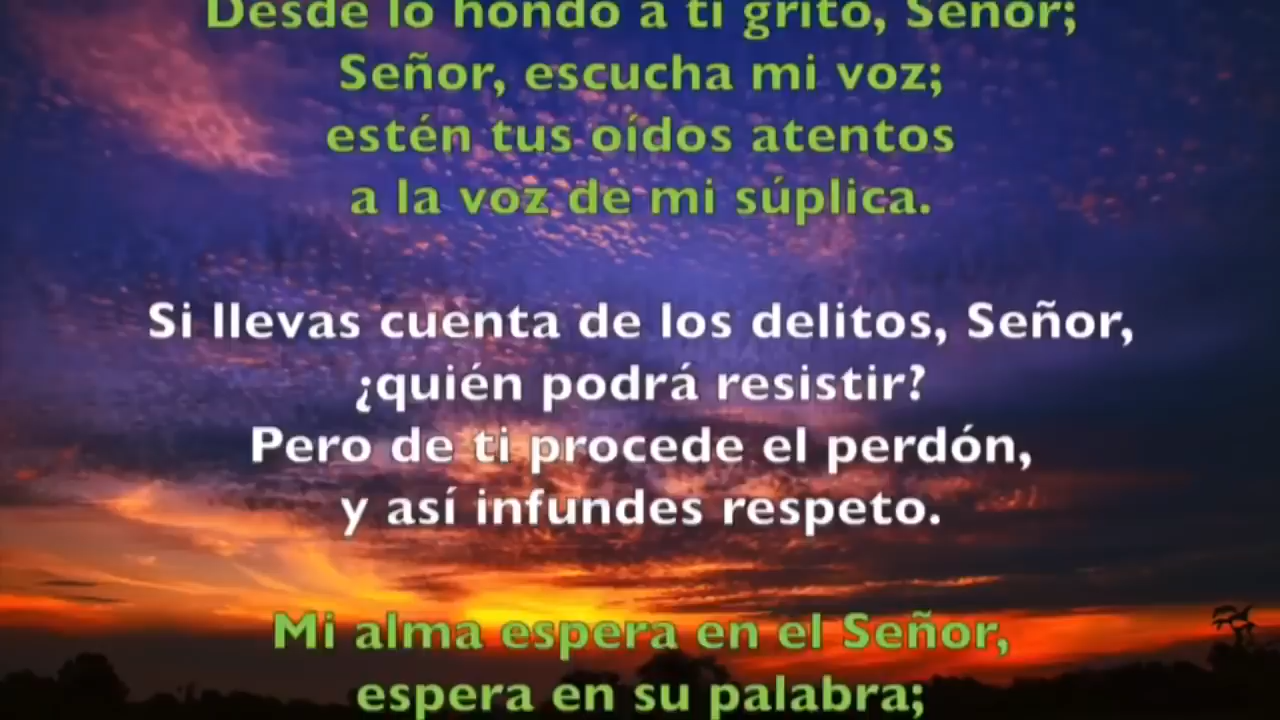 Desde lo hondo a ti grito, Señor;
Señor, escucha mi voz;
estén tus oídos atentos
a la voz de mi súplica.
Si llevas cuenta de los delitos, Señor,
¿quién podrá resistir?
Pero de ti procede el perdón,
y así infundes respeto.
Mi alma espera en el Señor,
espera en su palabra;